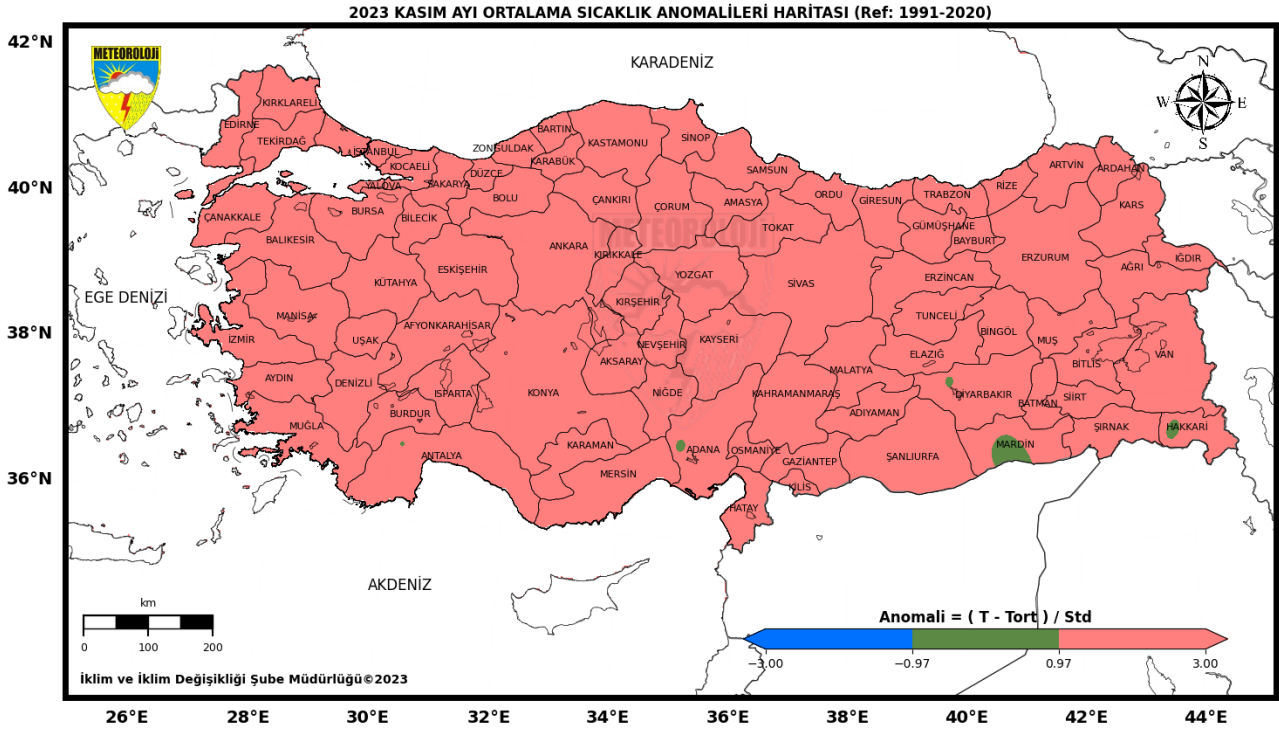 2023 KASIM AYI ORTALAMA SICAKLIK ANOMALİLERİ HARİTASI (Ref: 1991-2020)
42°N
40°N
38°N
36°N
METEOROLOJİ
KARADENİZ
N
W
E
S
KIRKLARELİ
EDİRNE
TEKİRDAĞ
İSTANBUL
KOCAELİ
YALOVA
SAKARYA
DÜZCE
ZONGULDAK
BARTIN
KARABÜK
KASTAMONU
SİNOP
SAMSUN
ORDU
GİRESUN
TRABZON
RİZE
ARTVİN
ARDAHAN
KARS
ÇANAKKALE
BURSA
BİLECİK
BOLU
ÇANKIRI
ÇORUM
AMASYA
TOKAT
GÜMÜŞHANE
BAYBURT
METEOROLOJİ
BALIKESİR
ESKİŞEHİR
ANKARA
KIRIKKALE
YOZGAT
SİVAS
ERZİNCAN
ERZURUM
AĞRI
IĞDIR
EGE DENİZİ
KÜTAHYA
KIRŞEHİR
MANİSA
AFYONKARAHİSAR
TUNCELİ
BİNGÖL
İZMİR
UŞAK
NEVŞEHİR
KAYSERİ
MUŞ
AKSARAY
ELAZIĞ
BİTLİS
VAN
AYDIN
DENİZLİ
ISPARTA
KONYA
NİĞDE
KAHRAMANMARAŞ
MALATYA
DİYARBAKIR
BATMAN
SİİRT
BURDUR
ADIYAMAN
MUĞLA
ŞIRNAK
HAKKARİ
ANTALYA
KARAMAN
ADANA
OSMANİYE
GAZİANTEP
ŞANLIURFA
MARDİN
MERSİN
KİLİS
HATAY
AKDENİZ
km
0 100 200
İklim ve İklim Değişikliği Şube Müdürlüğü©2023
Anomali = ( T - Tort ) / Std
−3.00 −0.97 0.97 3.00
26°E 28°E 30°E 32°E 34°E 36°E 38°E 40°E 42°E 44°E